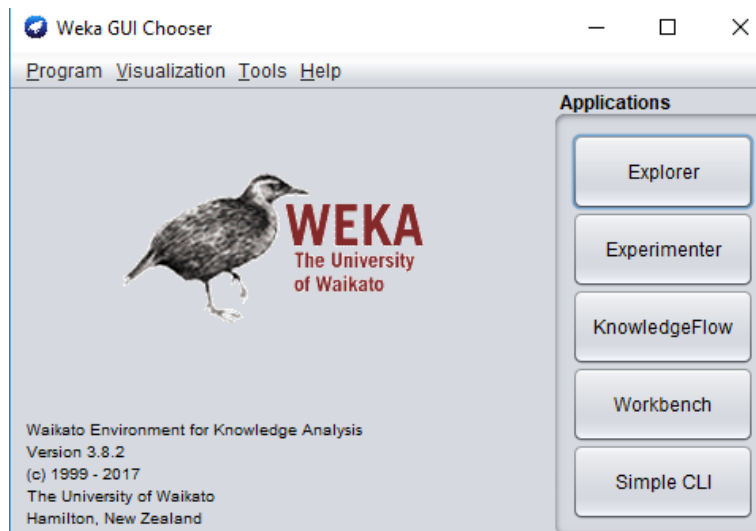 Weka GUI Chooser
Program Visualization Tools Help
Applications
Explorer
Experimenter
KnowledgeFlow
Workbench
Simple CLI
WEKA
The University
of Waikato
Waikato Environment for Knowledge Analysis
Version 3.8.2
(c) 1999 - 2017
The University of Waikato
Hamilton, New Zealand